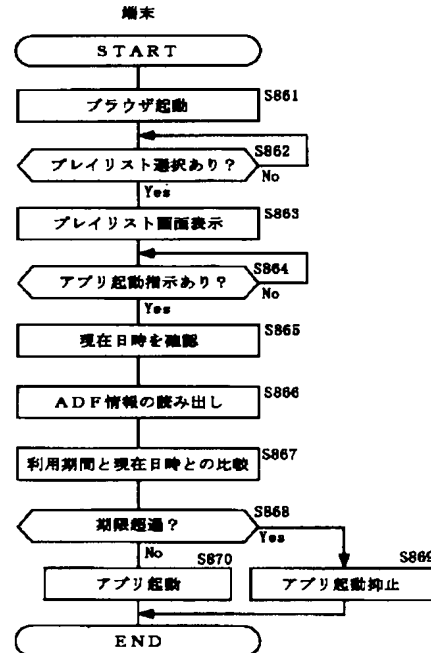 端末
START
ブラウザ起動
S861
プレイリスト選択あり?
S862
No
Yes
プレイリスト画面表示
S863
アプリ起動指示あり?
S864
No
Yes
現在日時を確認
S865
ADF情報の読み出し
S866
利用期間と現在日時との比較
S867
期限超過?
S868
Yes
No
アプリ起動
S870
アプリ起動抑止
S869
END